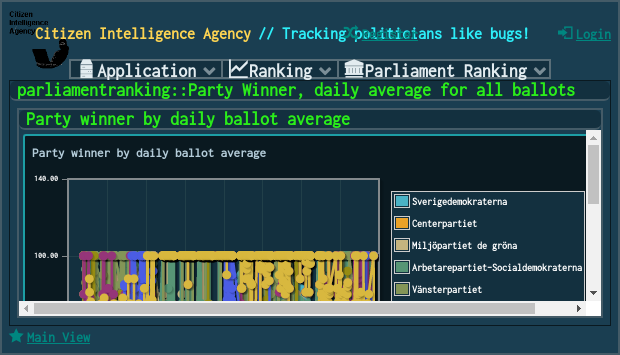 Citizen
Intelligence
Agency
Citizen Intelligence Agency // Tracking politicians like bugs!
Register
Login
Application
Ranking
Parliament Ranking
parliamentranking::Party Winner, daily average for all ballots
Party winner by daily ballot average
Party winner by daily ballot average
140.00
100.00
Sverigedemokraterna
Centerpartiet
Miljöpartiet de gröna
Arbetarepartiet-Socialdemokraterna
Vänsterpartiet
Main View